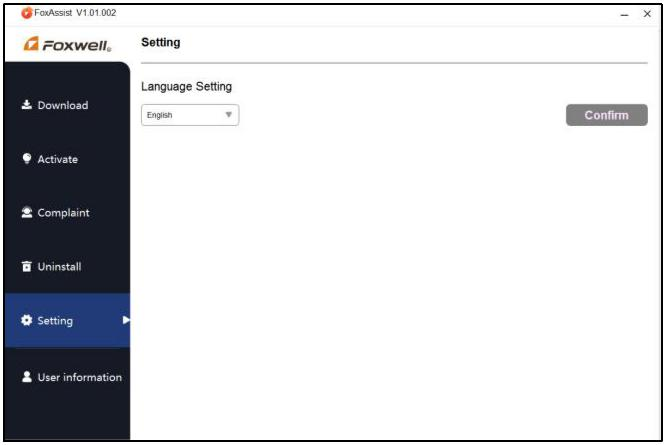 FoxAssist V1.01.002
FOXWELL®
Setting
Language Setting
English
Confirm
Download
Activate
Complaint
Uninstall
Setting
User information